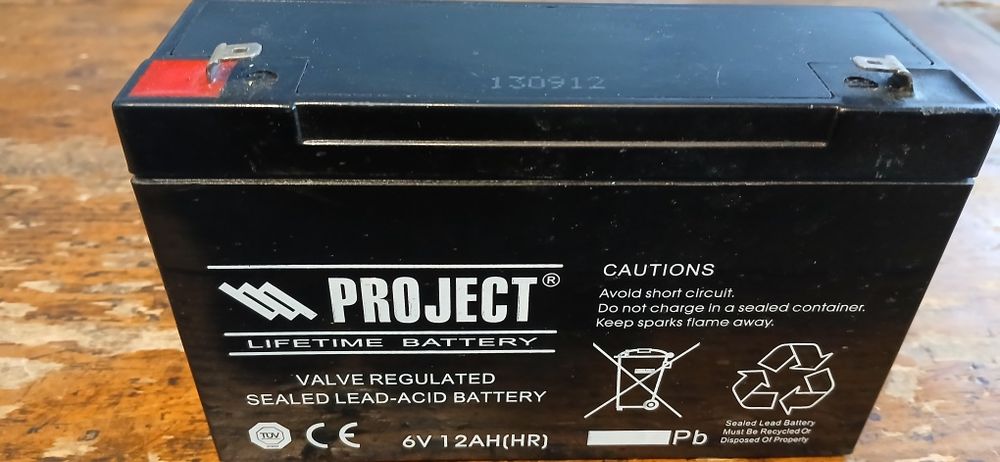 130912
PROJECT®
LIFETIME BATTERY
VALVE REGULATED
SEALED LEAD-ACID BATTERY
TÜV
CE
6V 12AH(HR)
CAUTIONS
Avoid short circuit.
Do not charge in a sealed container.
Keep sparks flame away.
Pb
Sealed Lead Battery
Must Be Recycled Or
Disposed Of Properly